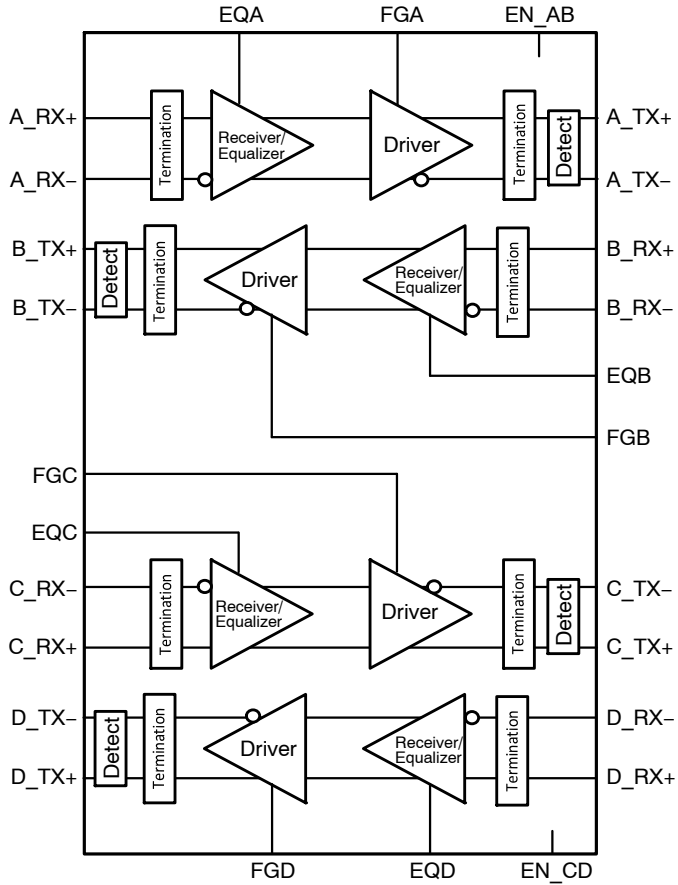 EQA FGA EN_AB
A_RX+ Termination Receiver/ Equalizer Driver Termination Detect A_TX+
A_RX− A_TX−
B_TX+ Detect Termination Driver Receiver/ Equalizer Termination B_RX+
B_TX− B_RX−
EQB
FGB
FGC
EQC
C_RX− Termination Receiver/ Equalizer Driver Termination Detect C_TX−
C_RX+ C_TX+
D_TX− Detect Termination Driver Receiver/ Equalizer Termination D_RX−
D_TX+ D_RX+
FGD EQD EN_CD